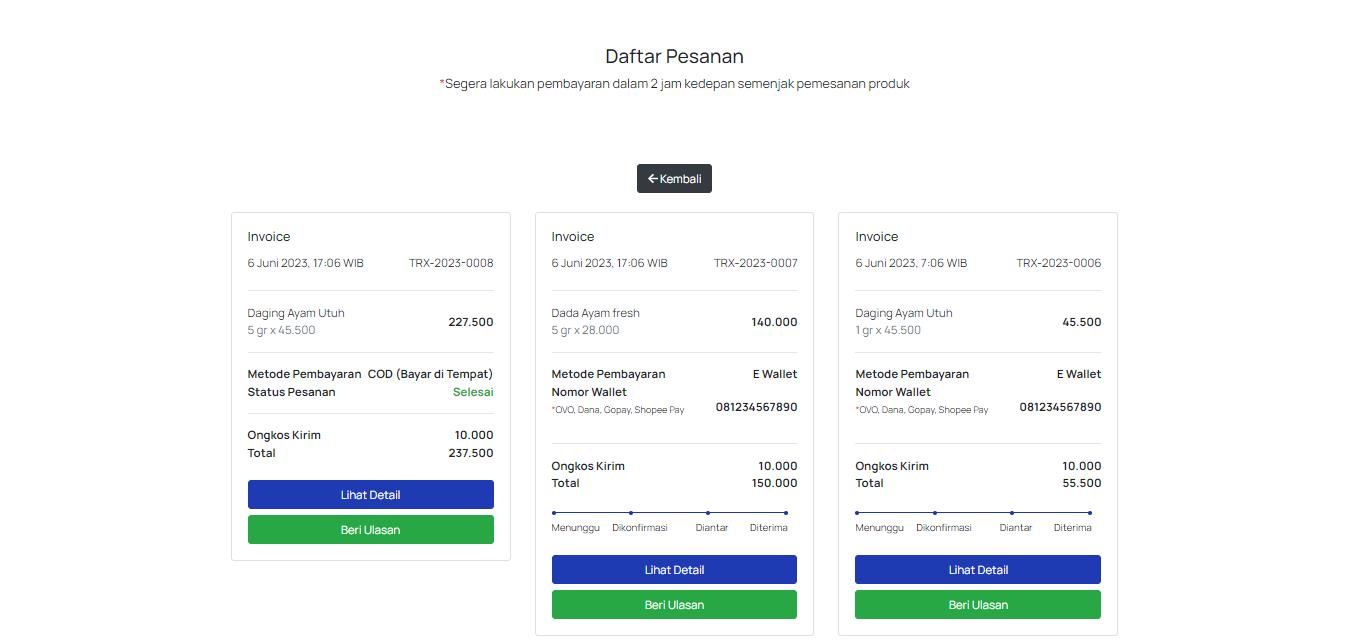 Daftar Pesanan
*Segera lakukan pembayaran dalam 2 jam kedepan semenjak pemesanan produk
Kembali
Invoice
6 Juni 2023, 17:06 WIB TRX-2023-0008
Daging Ayam Utuh
5 gr x 45.500
227.500
Metode Pembayaran COD (Bayar di Tempat)
Status Pesanan Selesai
Ongkos Kirim 10.000
Total 237.500
Lihat Detail
Beri Ulasan
Invoice
6 Juni 2023, 17:06 WIB TRX-2023-0007
Dada Ayam fresh
5 gr x 28.000
140.000
Metode Pembayaran E Wallet
Nomor Wallet
*OVO, Dana, Gopay, Shopee Pay
081234567890
Ongkos Kirim 10.000
Total 150.000
Menunggu Dikonfirmasi Diantar Diterima
Lihat Detail
Beri Ulasan
Invoice
6 Juni 2023, 7:06 WIB TRX-2023-0006
Daging Ayam Utuh
1 gr x 45.500
45.500
Metode Pembayaran E Wallet
Nomor Wallet
*OVO, Dana, Gopay, Shopee Pay
081234567890
Ongkos Kirim 10.000
Total 55.500
Menunggu Dikonfirmasi Diantar Diterima
Lihat Detail
Beri Ulasan